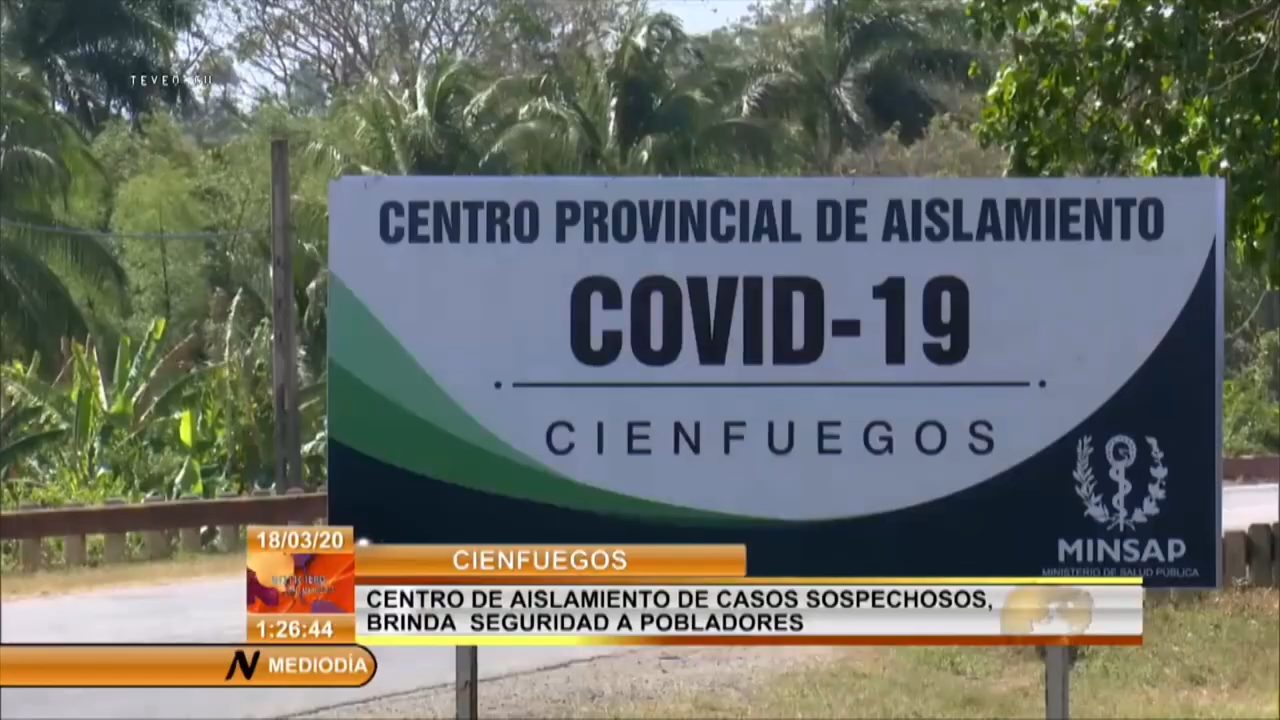 TEVEO.CU
CENTRO PROVINCIAL DE AISLAMIENTO
COVID-19
CIENFUEGOS
MINSAP
MINISTERIO DE SALUD PÚBLICA
18/03/20
CIENFUEGOS
CENTRO DE AISLAMIENTO DE CASOS SOSPECHOSOS,
BRINDA SEGURIDAD A POBLADORES
1:26:44
N MEDIODÍA